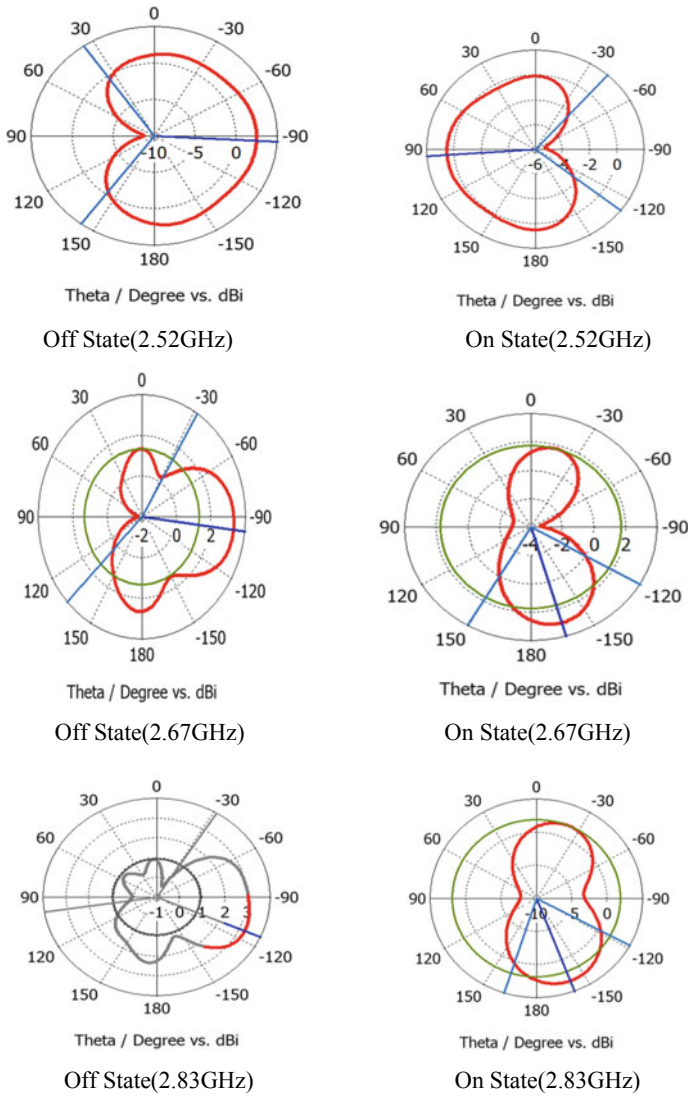 0
30 -30
60 -60
90 -10 -5 0 -90
120 -120
150 -150
180
Theta / Degree vs. dBi
Off State(2.52GHz)
0
30 -30
60 -60
90 -6 -4 -2 0 -90
120 -120
150 -150
180
Theta / Degree vs. dBi
On State(2.52GHz)
0
30 -30
60 -60
90 -2 0 2 -90
120 -120
150 -150
180
Theta / Degree vs. dBi
Off State(2.67GHz)
0
30 -30
60 -60
90 -4 -2 0 2 -90
120 -120
150 -150
180
Theta / Degree vs. dBi
On State(2.67GHz)
0
30 -30
60 -60
90 -1 0 1 2 3 -90
120 -120
150 -150
180
Theta / Degree vs. dBi
Off State(2.83GHz)
0
30 -30
60 -60
90 -10 5 0 -90
120 -120
150 -150
180
Theta / Degree vs. dBi
On State(2.83GHz)